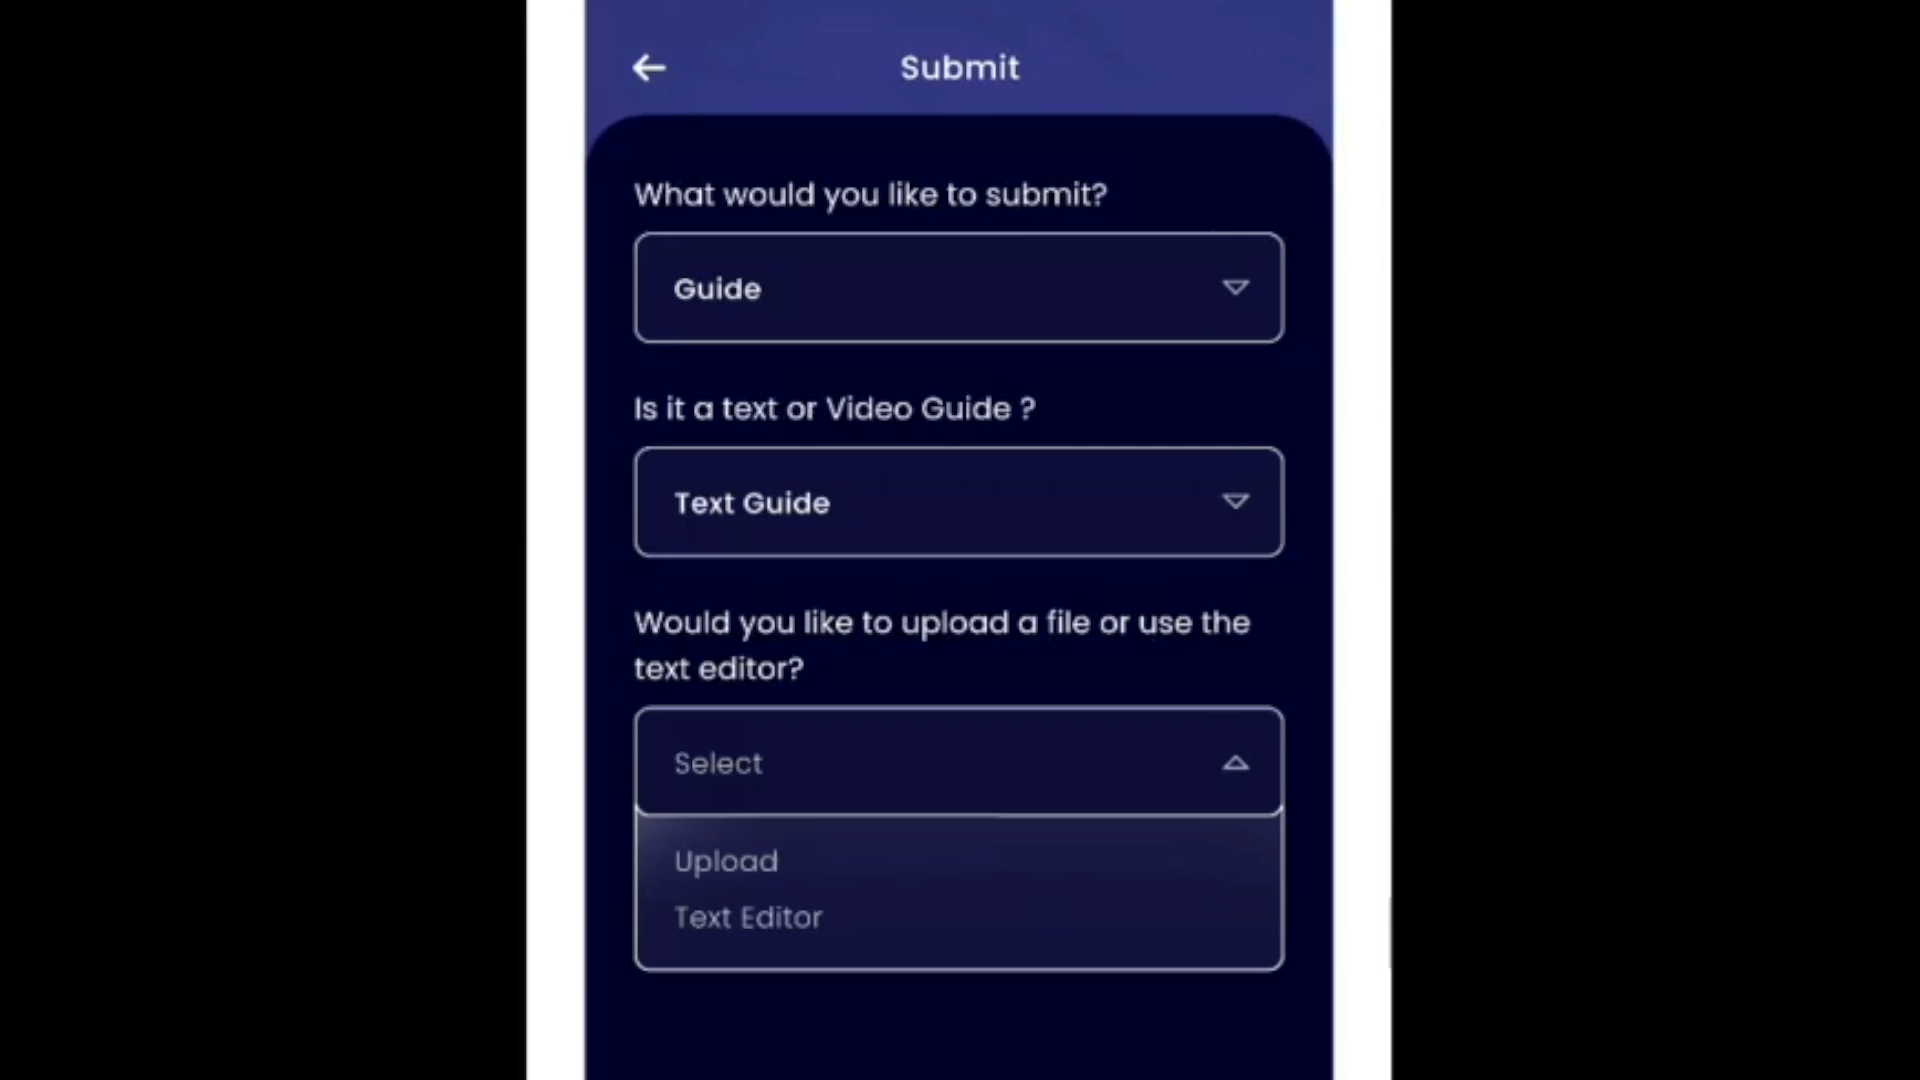 Submit
What would you like to submit?
Guide
Is it a text or Video Guide ?
Text Guide
Would you like to upload a file or use the
text editor?
Select
Upload
Text Editor